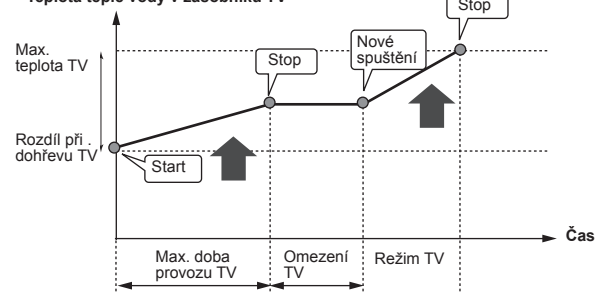 Teplota teplé vody v zásobníku TV
Stop
Max.
teplota TV
Nové
spuštění
Stop
Rozdíl při .
dohřevu TV
Start
Čas
Max. doba
provozu TV
Omezení
TV
Režim TV